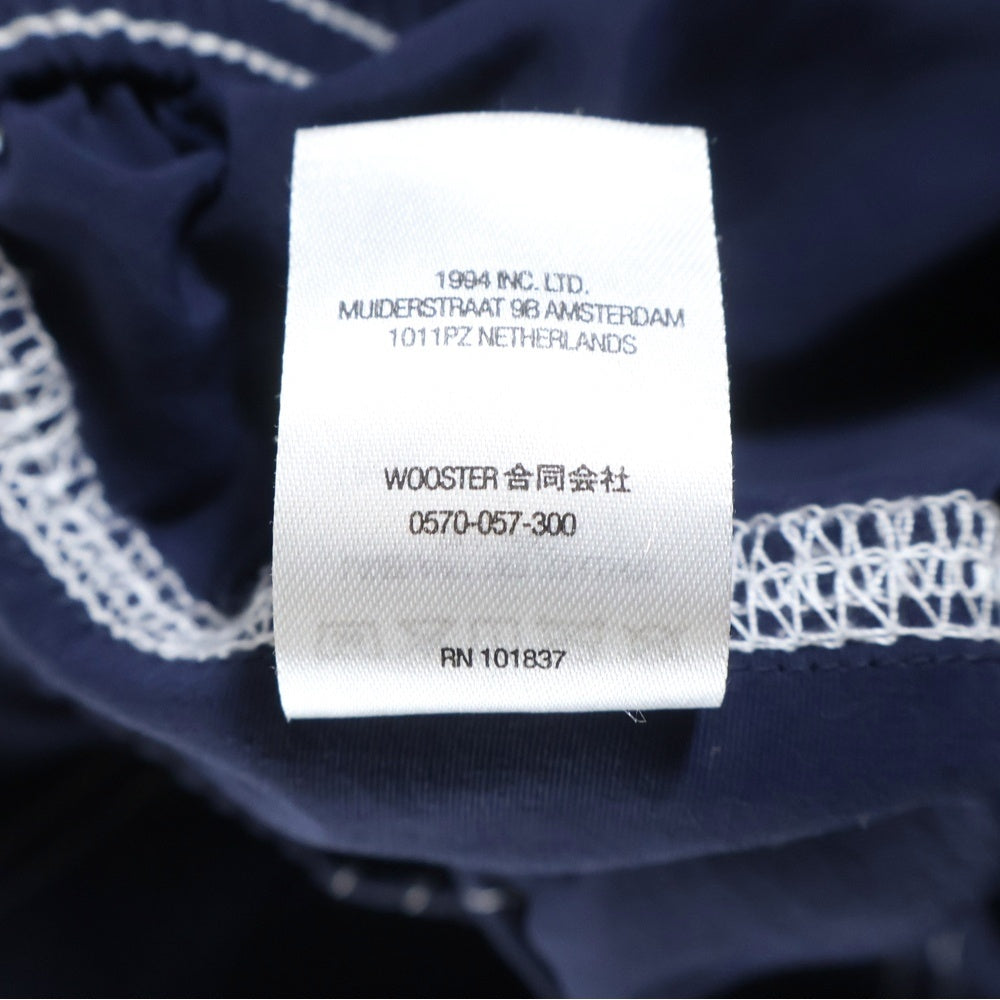 1994 INC. LTD.
MUIDERSTRAAT 9B AMSTERDAM
1011PZ NETHERLANDS
WOOSTER 合同会社
0570-057-300
RN 101837